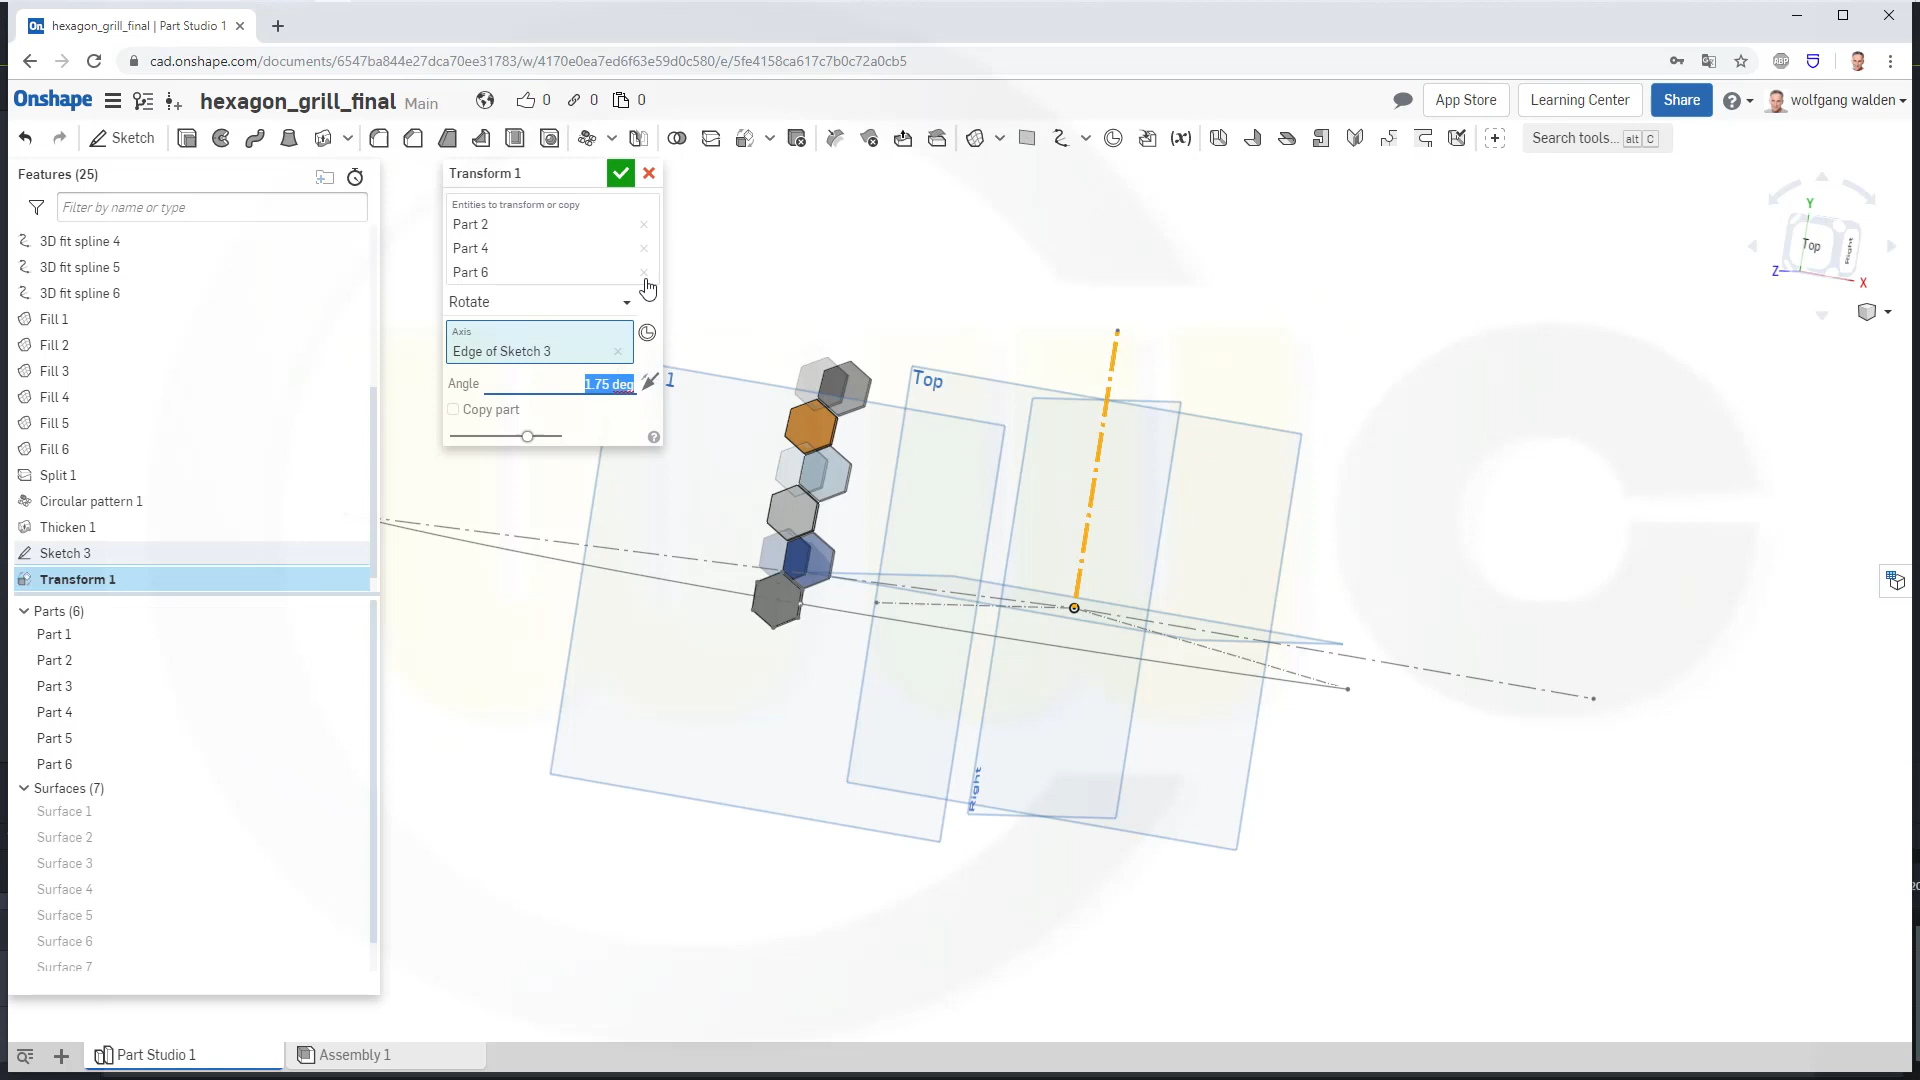 On hexagon_grill_final | Part Studio 1
cad.onshape.com/documents/6547ba844e27dca70ee31783/w/4170e0ea7ed6f63e59d0c580/e/5fe4158ca617c7b0c72a0cb5
ABP
Onshape hexagon_grill_final Main 0 0 0 App Store Learning Center Share ? wolfgang walden
Sketch (x) Search tools... alt C
Features (25)
Filter by name or type
3D fit spline 4
3D fit spline 5
3D fit spline 6
Fill 1
Fill 2
Fill 3
Fill 4
Fill 5
Fill 6
Split 1
Circular pattern 1
Thicken 1
Sketch 3
Transform 1
Parts (6)
Part 1
Part 2
Part 3
Part 4
Part 5
Part 6
Surfaces (7)
Surface 1
Surface 2
Surface 3
Surface 4
Surface 5
Surface 6
Surface 7
Transform 1
Entities to transform or copy
Part 2
Part 4
Part 6
Rotate
Axis
Edge of Sketch 3
Angle 1.75 deg
Copy part
?
1
Top
Right
Y
Top
Right
Z
X
Part Studio 1
Assembly 1